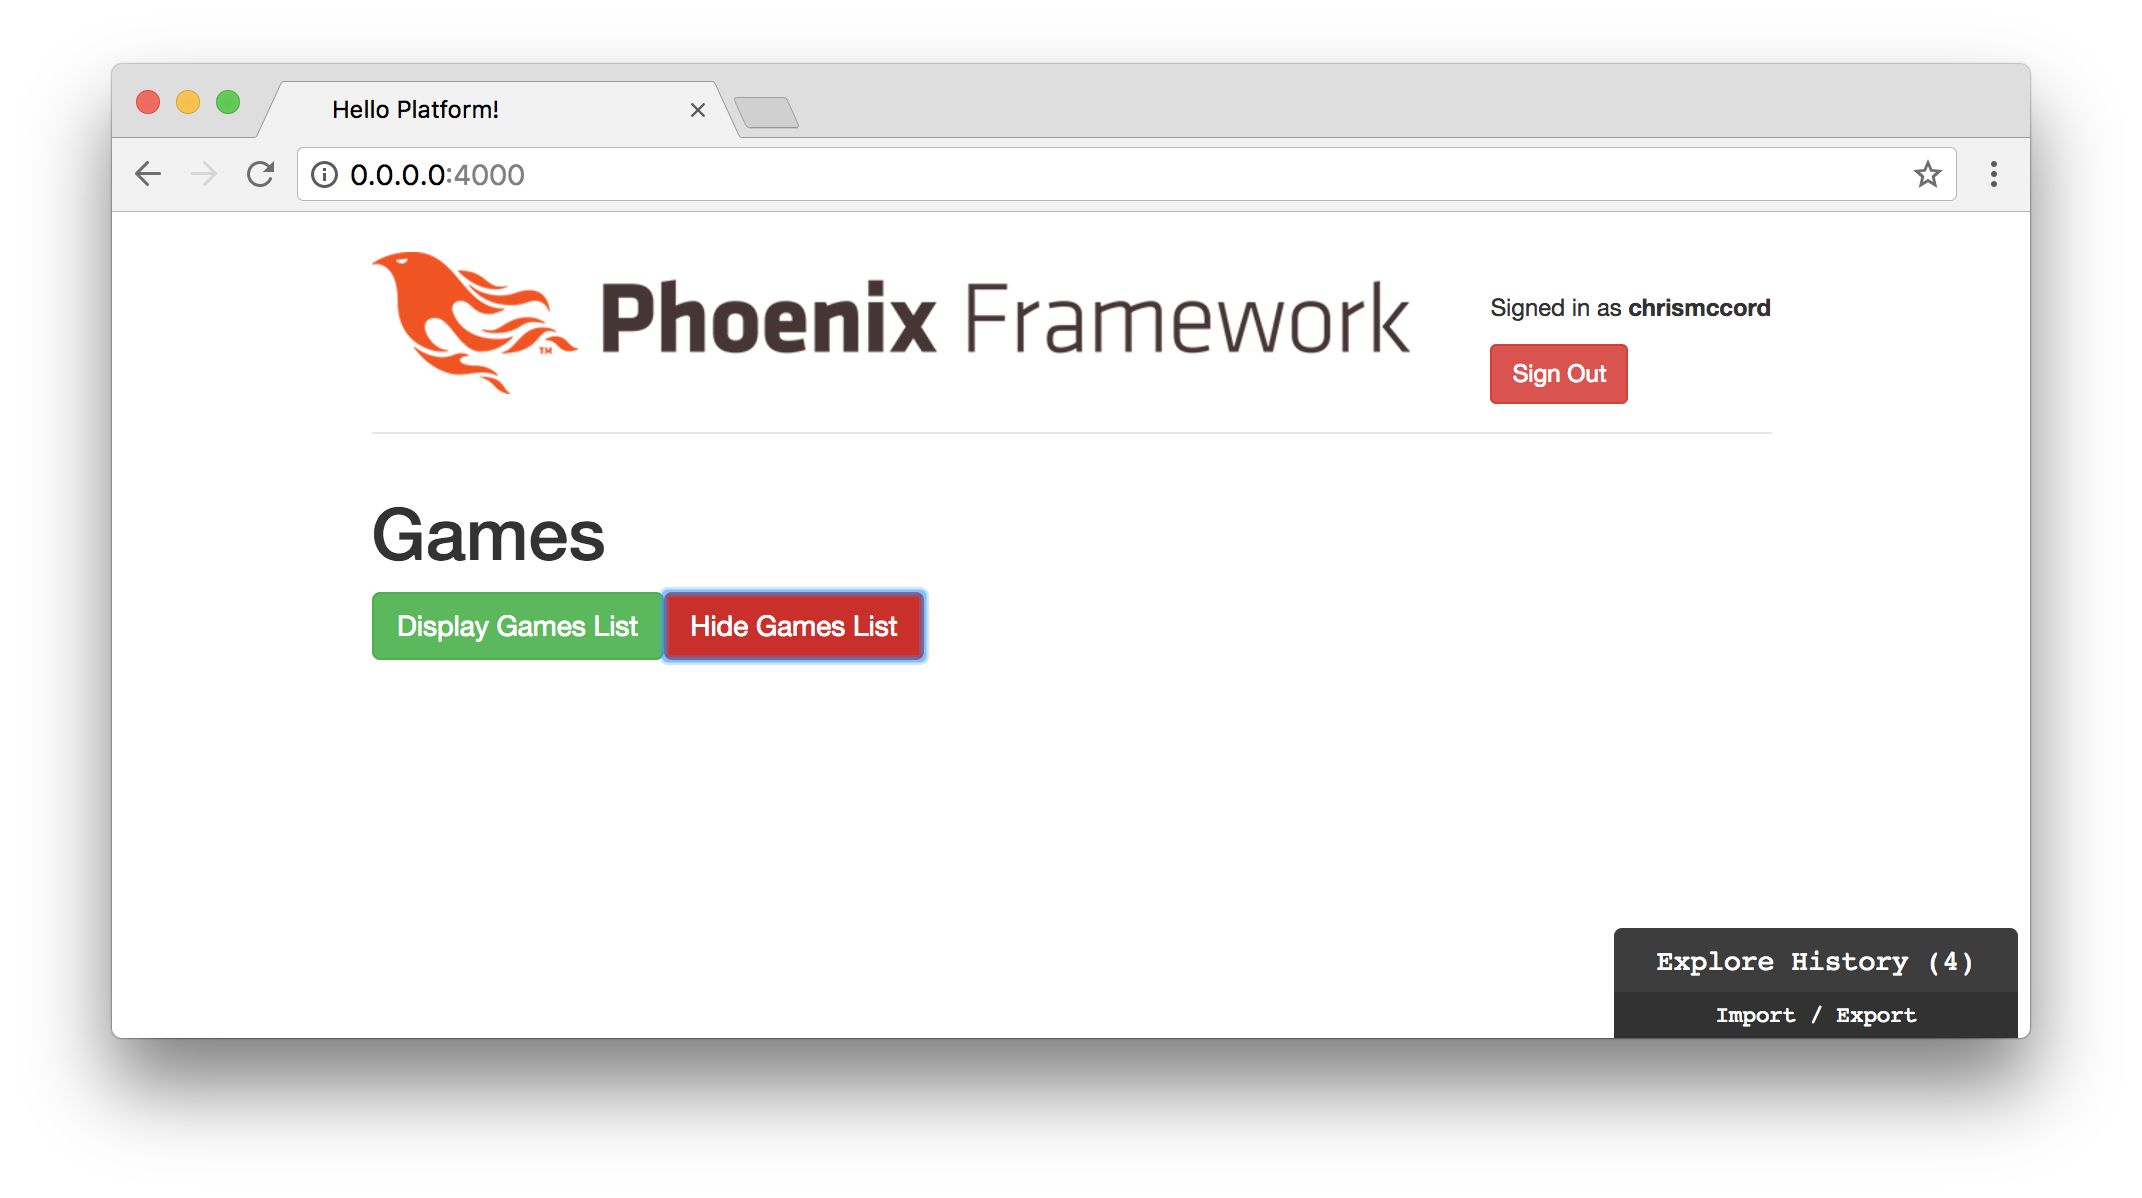 Hello Platform!
0.0.0.0:4000
Phoenix Framework
TM
Signed in as chrismccord
Sign Out
Games
Display Games List Hide Games List
Explore History (4)
Import / Export